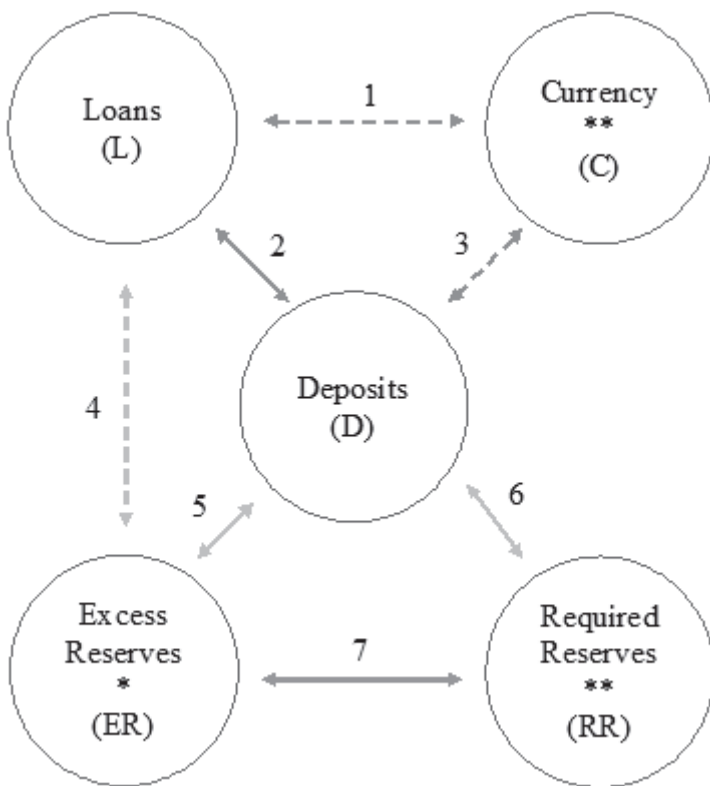 Loans
(L)
1
Currency
**
(C)
2
3
Deposits
(D)
4
5
6
Excess
Reserves
*
(ER)
7
Required
Reserves
**
(RR)